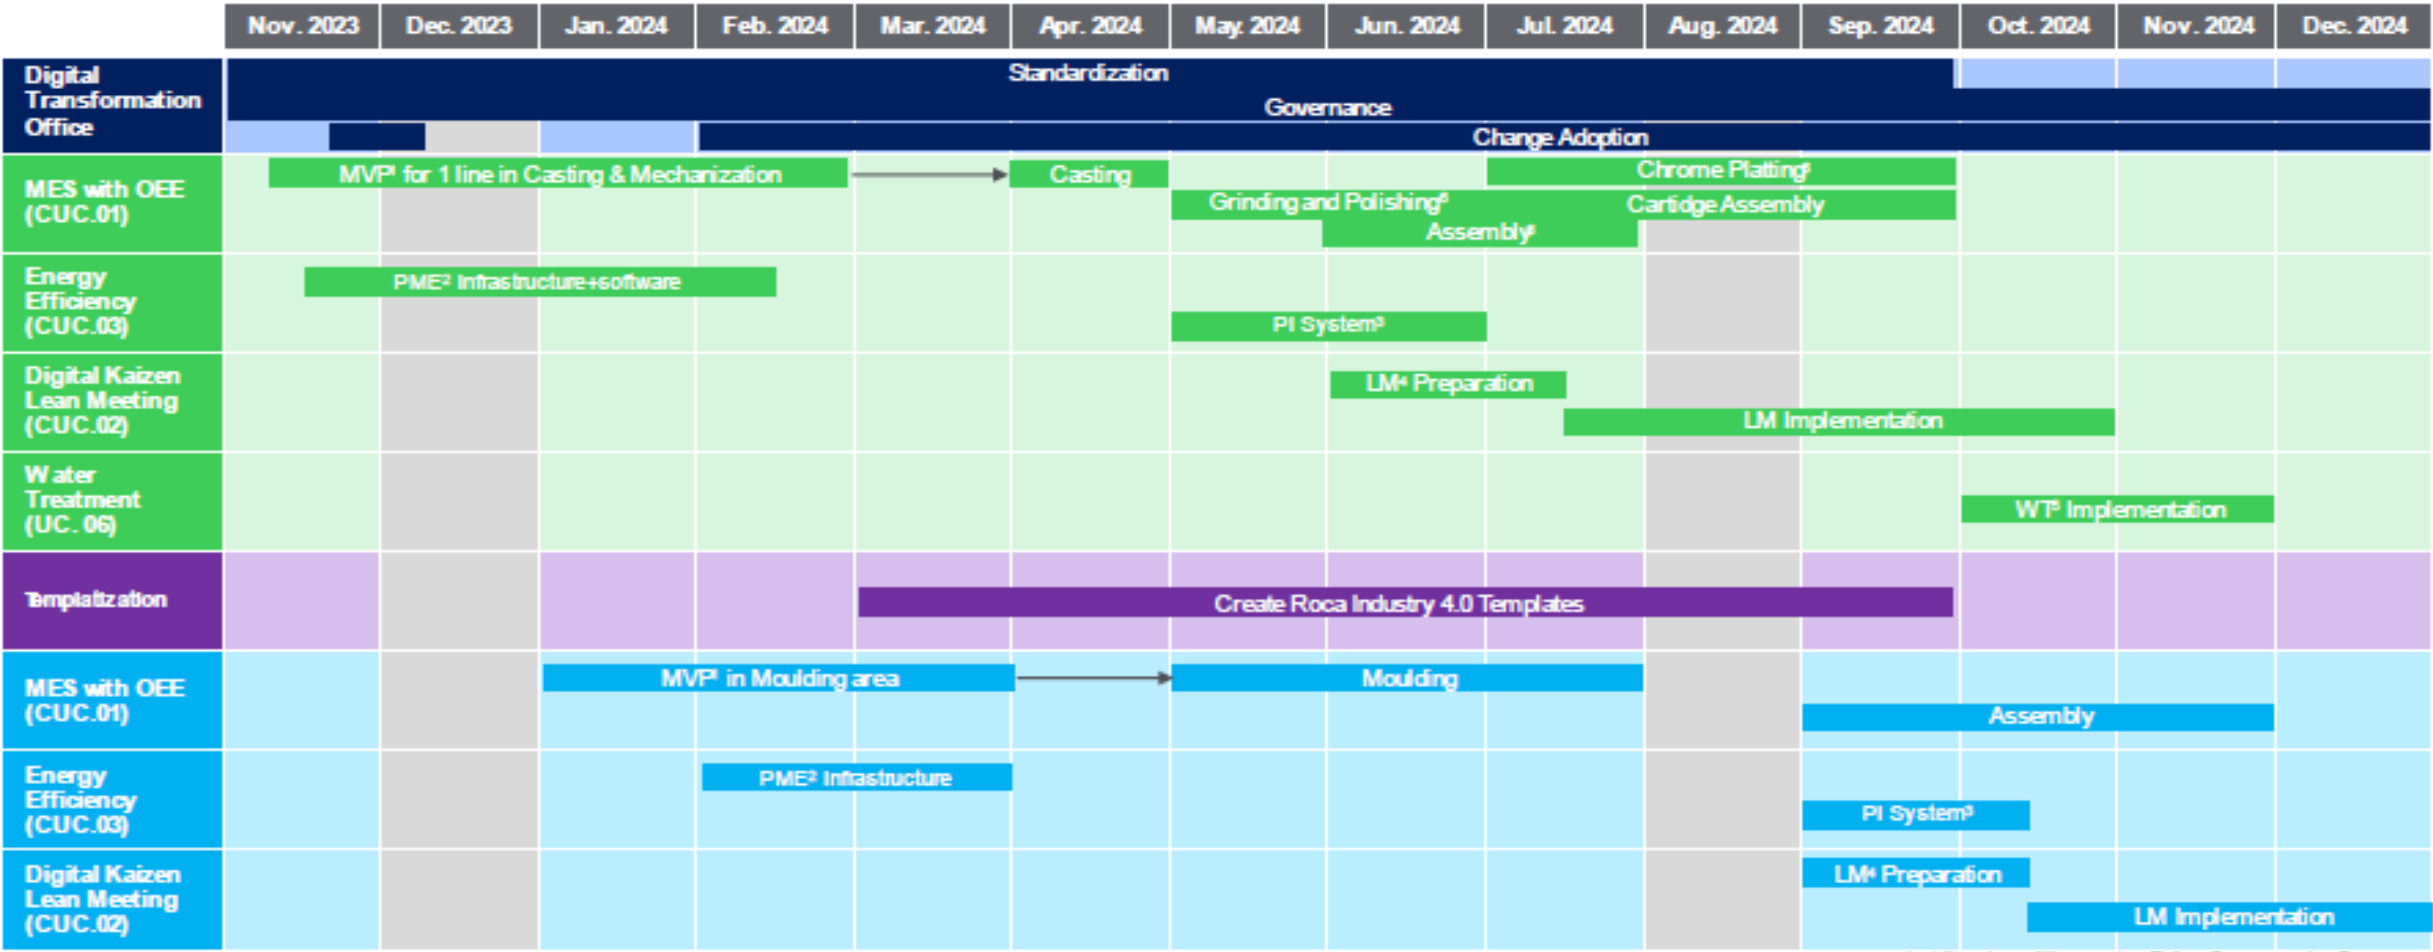 Nov. 2023 Dec. 2023 Jan. 2024 Feb. 2024 Mar. 2024 Apr. 2024 May. 2024 Jun. 2024 Jul. 2024 Aug. 2024 Sep. 2024 Oct. 2024 Nov. 2024 Dec. 2024
Digital
Transformation
Office
Standardization
Governance
Change Adoption
MES with OEE
(CUC.01)
MVP¹ for 1 line in Casting & Mechanization
Casting
Chrome Platting⁶
Grinding and Polishing⁶
Cartidge Assembly
Assembly⁶
Energy
Efficiency
(CUC.03)
PME² Infrastructure+software
PI System³
Digital Kaizen
Lean Meeting
(CUC.02)
LM⁴ Preparation
LM Implementation
Water
Treatment
(UC. 06)
WT⁵ Implementation
Templatization
Create Roca Industry 4.0 Templates
MES with OEE
(CUC.01)
MVP¹ in Moulding area
Moulding
Assembly
Energy
Efficiency
(CUC.03)
PME² Infrastructure
PI System³
Digital Kaizen
Lean Meeting
(CUC.02)
LM⁴ Preparation
LM Implementation